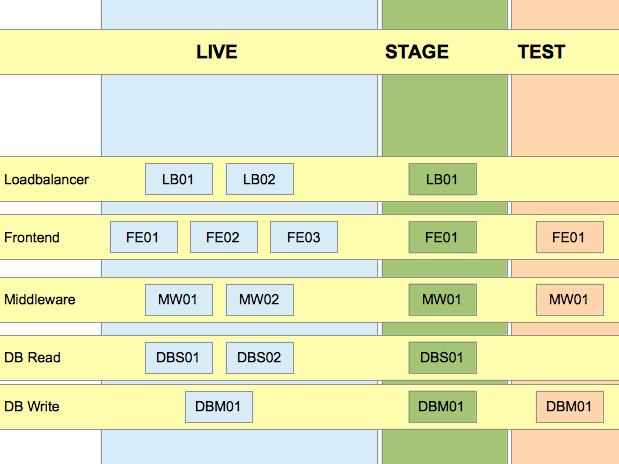 LIVE STAGE TEST
Loadbalancer LB01 LB02 LB01
Frontend FE01 FE02 FE03 FE01 FE01
Middleware MW01 MW02 MW01 MW01
DB Read DBS01 DBS02 DBS01
DB Write DBM01 DBM01 DBM01